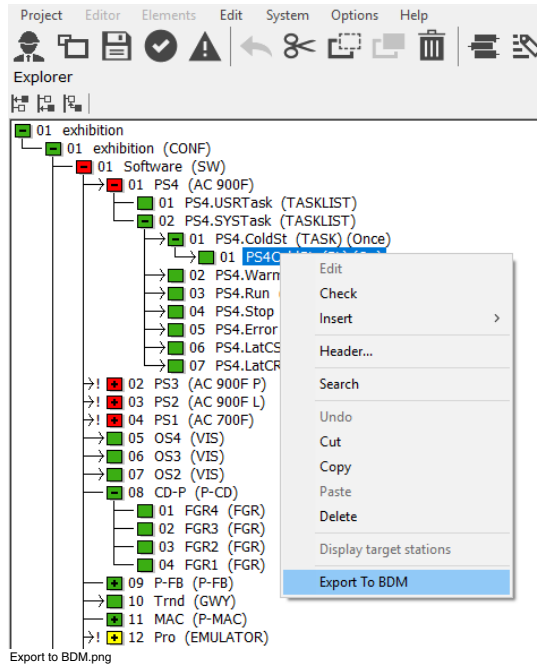 Project Editor Elements Edit System Options Help
Explorer
01 exhibition
01 exhibition (CONF)
01 Software (SW)
01 PS4 (AC 900F)
01 PS4.USRTask (TASKLIST)
02 PS4.SYSTask (TASKLIST)
01 PS4.ColdSt (TASK) (Once)
01
02 PS4.Warm
03 PS4.Run
04 PS4.Stop
05 PS4.Error
06 PS4.LatCS
07 PS4.LatCR
! 02 PS3 (AC 900F P)
! 03 PS2 (AC 900F L)
! 04 PS1 (AC 700F)
05 OS4 (VIS)
06 OS3 (VIS)
07 OS2 (VIS)
08 CD-P (P-CD)
01 FGR4 (FGR)
02 FGR3 (FGR)
03 FGR2 (FGR)
04 FGR1 (FGR)
09 P-FB (P-FB)
10 Trnd (GWY)
11 MAC (P-MAC)
! 12 Pro (EMULATOR)
Edit
Check
Insert >
Header...
Search
Undo
Cut
Copy
Paste
Delete
Display target stations
Export To BDM
Export to BDM.png